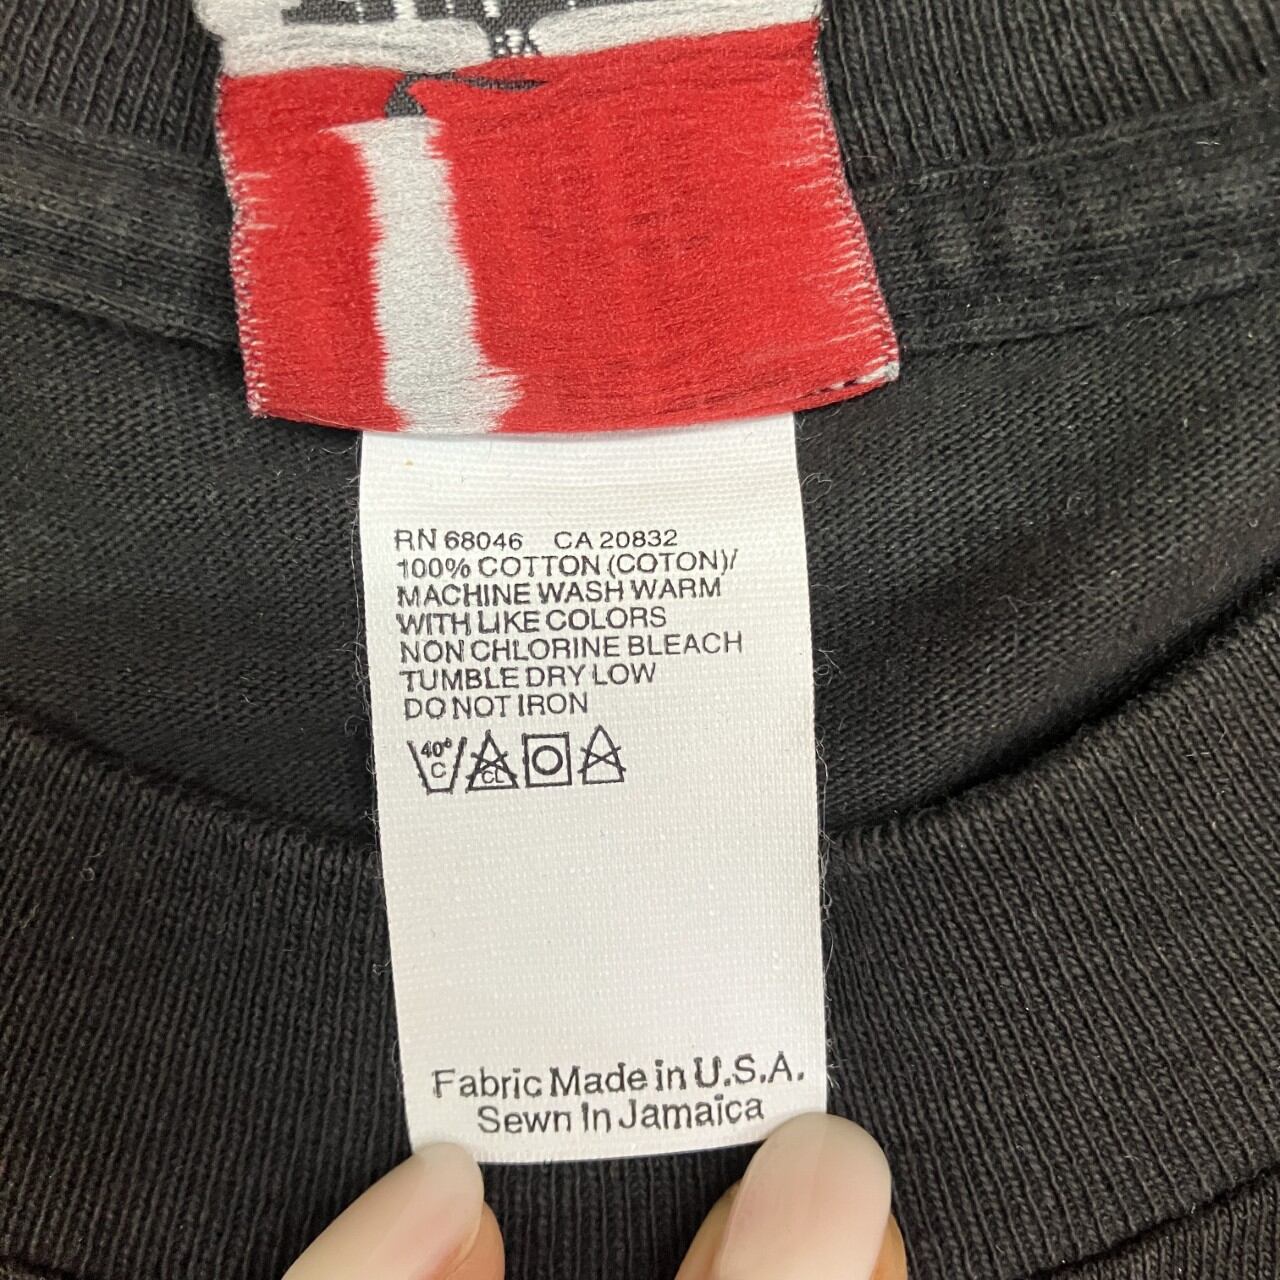 RN 68046 CA 20832
100% COTTON (COTON)/
MACHINE WASH WARM
WITH LIKE COLORS
NON CHLORINE BLEACH
TUMBLE DRY LOW
DO NOT IRON
40° C CL
Fabric Made in U.S.A.
Sewn In Jamaica